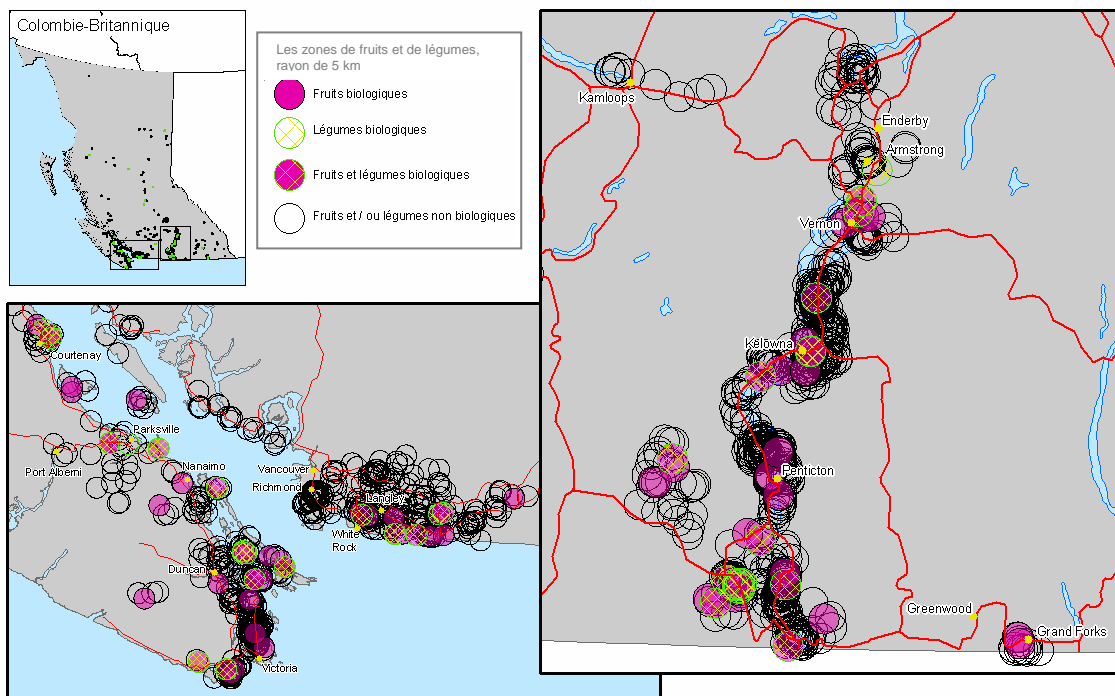 Colombie-Britannique
Les zones de fruits et de légumes,
rayon de 5 km
Fruits biologiques
Légumes biologiques
Fruits et légumes biologiques
Fruits et / ou légumes non biologiques
Kamloops
Enderby
Armstrong
Vernon
Kelowna
Penticton
Greenwood
Grand Forks
Courtenay
Parksville
Port Alberni
Nanaimo
Vancouver
Richmond
Langley
White
Rock
Duncan
Victoria